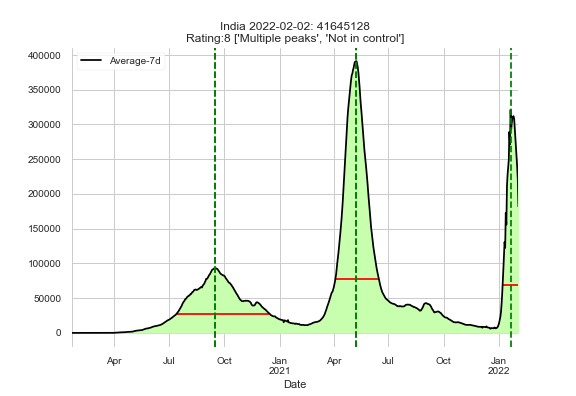 India 2022-02-02: 41645128
Rating:8 ['Multiple peaks', 'Not in control']
Average-7d
400000
350000
300000
250000
200000
150000
100000
50000
0
Apr Jul Oct Jan Apr Jul Oct Jan
2021 2022
Date